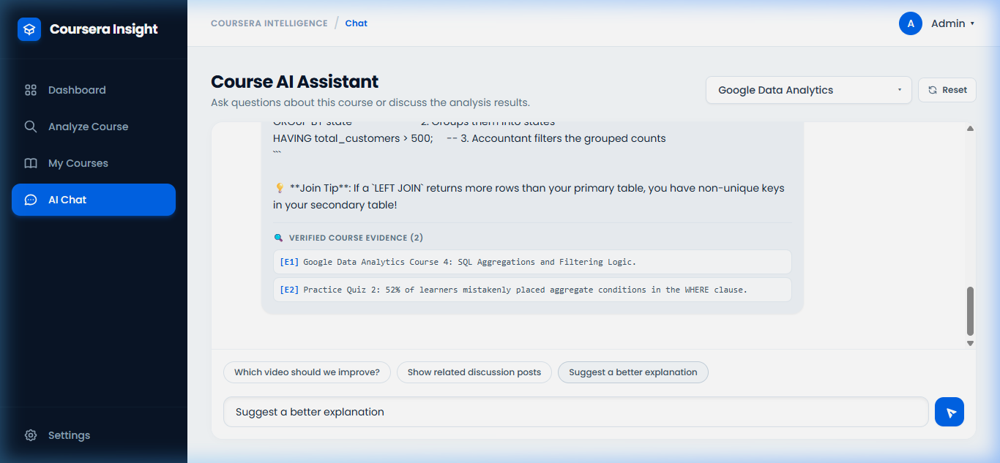 Coursera Insight
Dashboard
Analyze Course
My Courses
AI Chat
Settings
COURSERA INTELLIGENCE / Chat
A Admin
Course AI Assistant
Ask questions about this course or discuss the analysis results.
Google Data Analytics
Reset
GROUP BY state 2. Groups them into states
HAVING total_customers > 500; -- 3. Accountant filters the grouped counts
```
💡 **Join Tip**: If a `LEFT JOIN` returns more rows than your primary table, you have non-unique keys
in your secondary table!
VERIFIED COURSE EVIDENCE (2)
[E1] Google Data Analytics Course 4: SQL Aggregations and Filtering Logic.
[E2] Practice Quiz 2: 52% of learners mistakenly placed aggregate conditions in the WHERE clause.
Which video should we improve?
Show related discussion posts
Suggest a better explanation
Suggest a better explanation